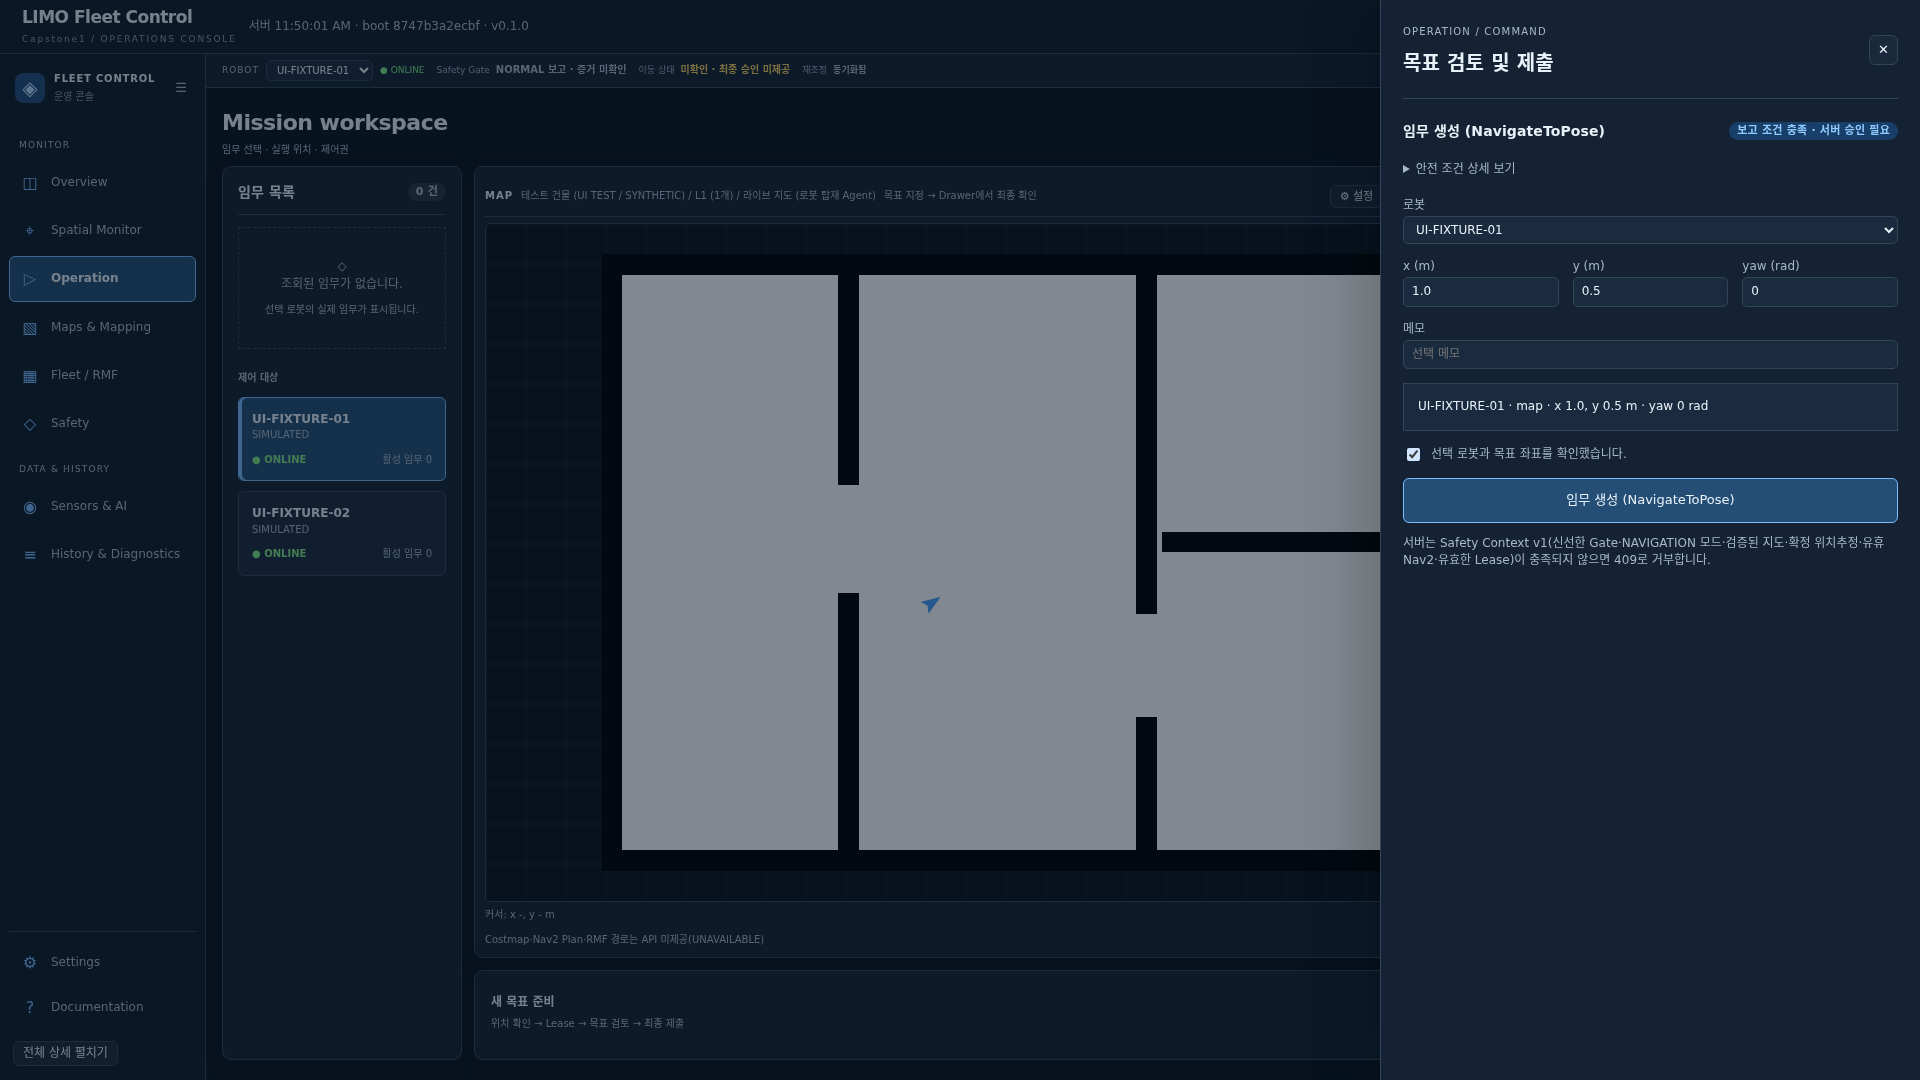 LIMO Fleet Control
Capstone1 / OPERATIONS CONSOLE
서버 11:50:01 AM · boot 8747b3a2ecbf · v0.1.0
FLEET CONTROL
운영 콘솔
MONITOR
Overview
Spatial Monitor
Operation
Maps & Mapping
Fleet / RMF
Safety
DATA & HISTORY
Sensors & AI
History & Diagnostics
Settings
Documentation
전체 상세 펼치기
ROBOT UI-FIXTURE-01 ● ONLINE Safety Gate NORMAL 보고 · 증거 미확인 이동 상태 미확인 · 최종 승인 미제공 재조정 동기화됨
Mission workspace
임무 선택 · 실행 위치 · 제어권
임무 목록 0 건
조회된 임무가 없습니다.
선택 로봇의 실제 임무가 표시됩니다.
제어 대상
UI-FIXTURE-01
SIMULATED
● ONLINE 활성 임무 0
UI-FIXTURE-02
SIMULATED
● ONLINE 활성 임무 0
MAP 테스트 건물 (UI TEST / SYNTHETIC) / L1 (1개) / 라이브 지도 (로봇 탑재 Agent) 목표 지정 → Drawer에서 최종 확인
⚙ 설정
커서: x -, y - m
Costmap·Nav2 Plan·RMF 경로는 API 미제공(UNAVAILABLE)
새 목표 준비
위치 확인 → Lease → 목표 검토 → 최종 제출
OPERATION / COMMAND
목표 검토 및 제출
✕
임무 생성 (NavigateToPose) 보고 조건 충족 · 서버 승인 필요
▶ 안전 조건 상세 보기
로봇
UI-FIXTURE-01
x (m) y (m) yaw (rad)
1.0 0.5 0
메모
선택 메모
UI-FIXTURE-01 · map · x 1.0, y 0.5 m · yaw 0 rad
선택 로봇과 목표 좌표를 확인했습니다.
임무 생성 (NavigateToPose)
서버는 Safety Context v1(신선한 Gate·NAVIGATION 모드·검증된 지도·확정 위치추정·유휴
Nav2·유효한 Lease)이 충족되지 않으면 409로 거부합니다.